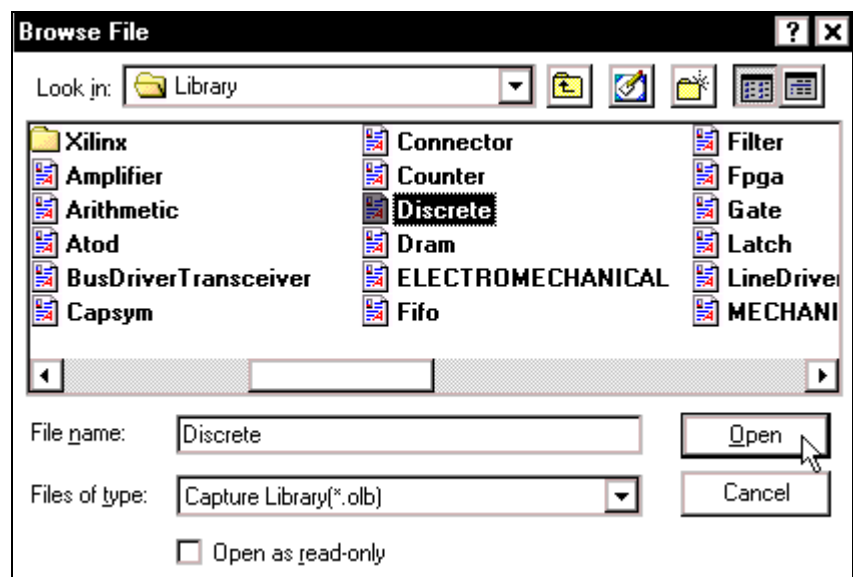 Browse File
Look in: Library
Xilinx Connector Filter
Amplifier Counter Fpga
Arithmetic Discrete Gate
Atod Dram Latch
BusDriverTransceiver ELECTROMECHANICAL LineDrive
Capsym Fifo MECHANI
File name: Discrete Open
Files of type: Capture Library(*.olb) Cancel
Open as read-only